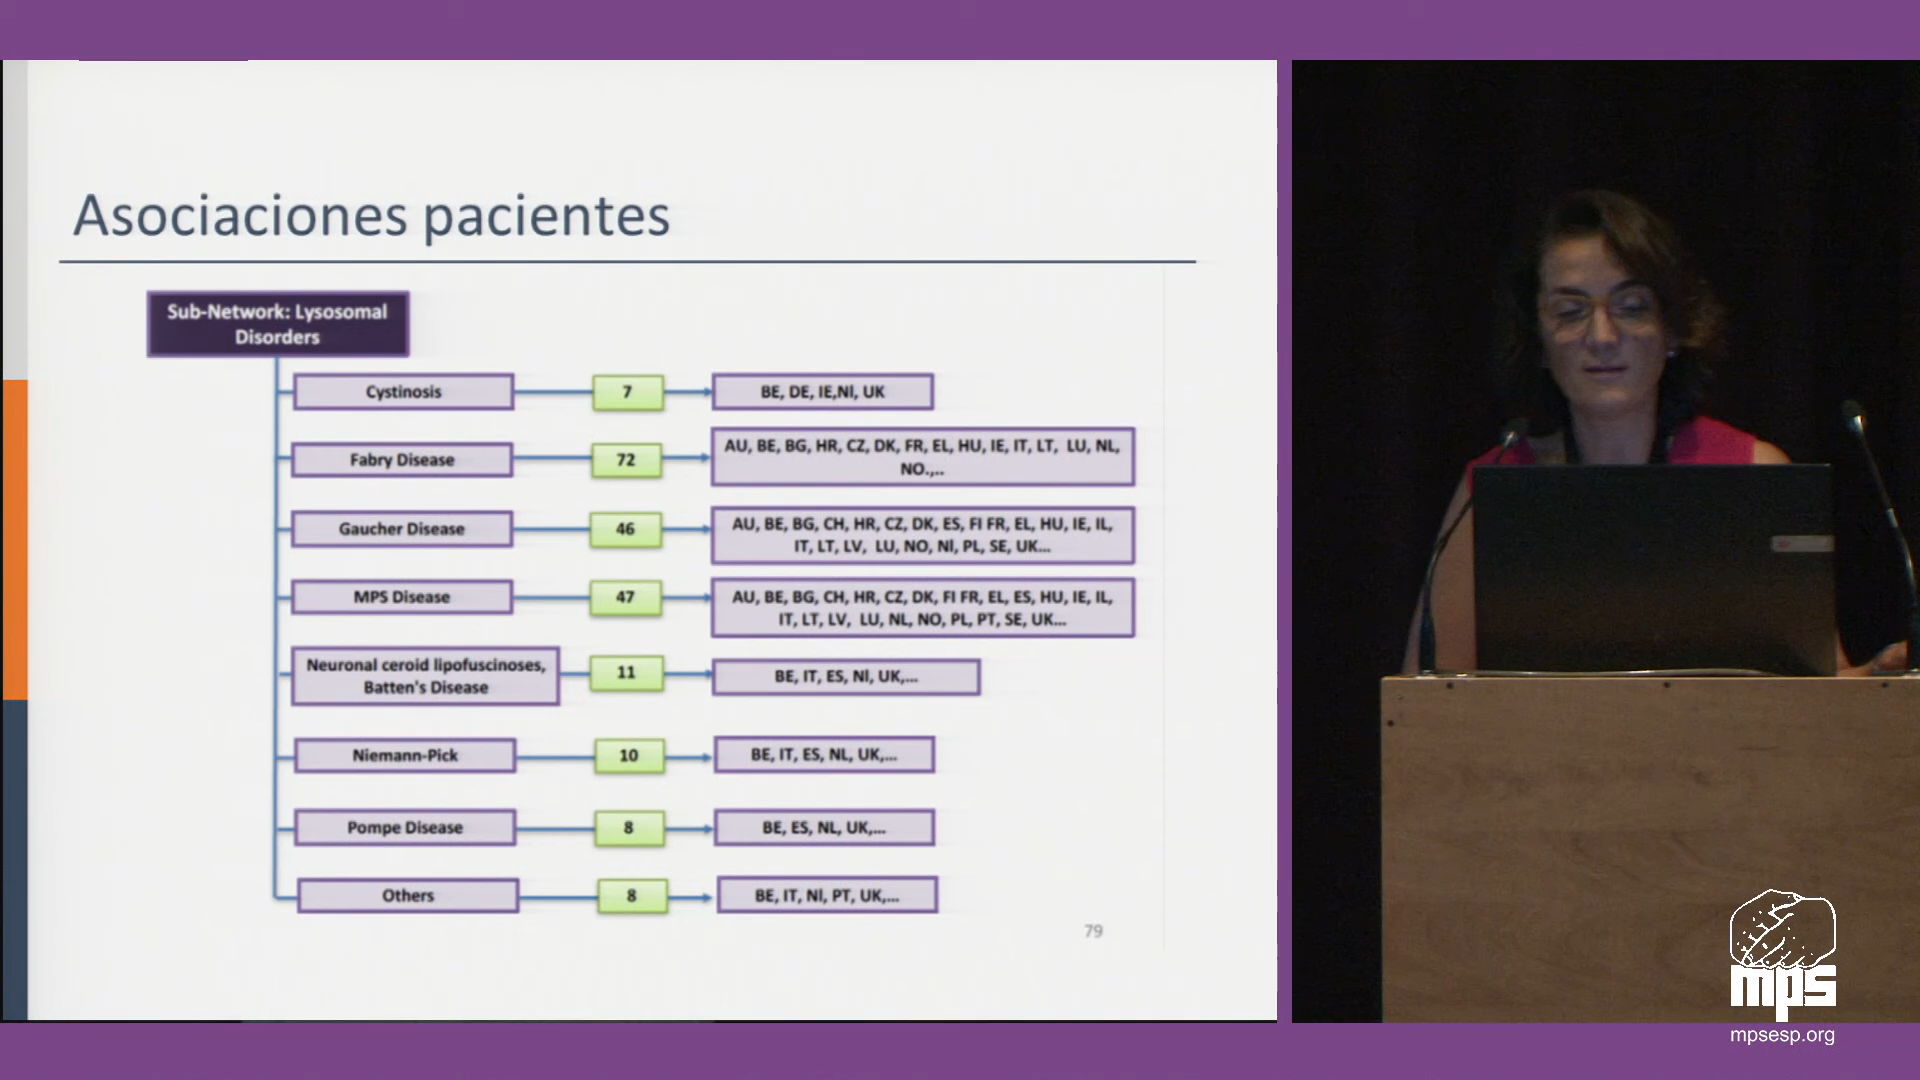 Asociaciones pacientes
Sub-Network: Lysosomal
Disorders
Cystinosis
7
BE, DE, IE,Nl, UK
Fabry Disease
72
AU, BE, BG, HR, CZ, DK, FR, EL, HU, IE, IT, LT, LU, NL,
NO.,..
Gaucher Disease
46
AU, BE, BG, CH, HR, CZ, DK, ES, FI FR, EL, HU, IE, IL,
IT, LT, LV, LU, NO, Nl, PL, SE, UK...
MPS Disease
47
AU, BE, BG, CH, HR, CZ, DK, FI FR, EL, ES, HU, IE, IL,
IT, LT, LV, LU, NL, NO, PL, PT, SE, UK...
Neuronal ceroid lipofuscinoses,
Batten's Disease
11
BE, IT, ES, Nl, UK,...
Niemann-Pick
10
BE, IT, ES, NL, UK,...
Pompe Disease
8
BE, ES, NL, UK,...
Others
8
BE, IT, Nl, PT, UK,...
79
mps
mpsesp.org